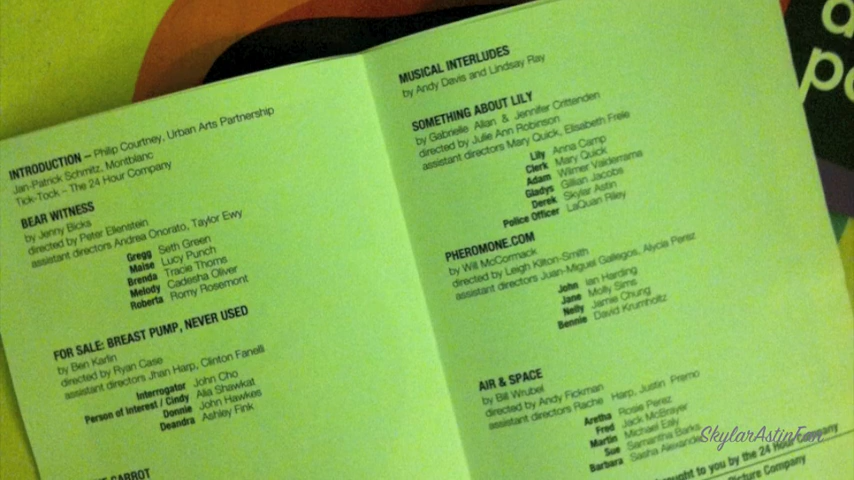 INTRODUCTION – Philip Courtney, Urban Arts Partnership
Jan-Patrick Schmitz, Montblanc
Tick-Tock – The 24 Hour Company
BEAR WITNESS
by Jenny Bicks
directed by Peter Ellenstein
assistant directors Andrea Onorato, Taylor Ewy
Gregg Seth Green
Maise Lucy Punch
Brenda Tracie Thoms
Melody Cadesha Oliver
Roberta Romy Rosemont
FOR SALE: BREAST PUMP, NEVER USED
by Ben Karlin
directed by Ryan Case
assistant directors Jhan Harp, Clinton Fanelli
Interrogator John Cho
Person of Interest / Cindy Alia Shawkat
Donnie John Hawkes
Deandra Ashley Fink
CARROT
MUSICAL INTERLUDES
by Andy Davis and Lindsay Ray
SOMETHING ABOUT LILY
by Gabrielle Allan & Jennifer Crittenden
directed by Julie Ann Robinson
assistant directors Mary Quick, Elisabeth Freie
Lily Anna Camp
Clerk Mary Quick
Adam Wilmer Valderrama
Gladys Gillian Jacobs
Derek Skylar Astin
Police Officer LaQuan Riley
PHEROMONE.COM
by Will McCormack
directed by Leigh Kilton-Smith
assistant directors Juan-Miguel Gallegos, Alycia Perez
John Ian Harding
Jane Molly Sims
Nelly Jamie Chung
Bennie David Krumholtz
AIR & SPACE
by Bill Wrubel
directed by Andy Fickman
assistant directors Rache Harp, Justin Premo
Aretha Rosie Perez
Fred Jack McBrayer
Martin Michael Ealy
Sue Samantha Barks
Barbara Sasha
SkylarAstinFan
brought to you by the 24 Hour Company
Picture Company